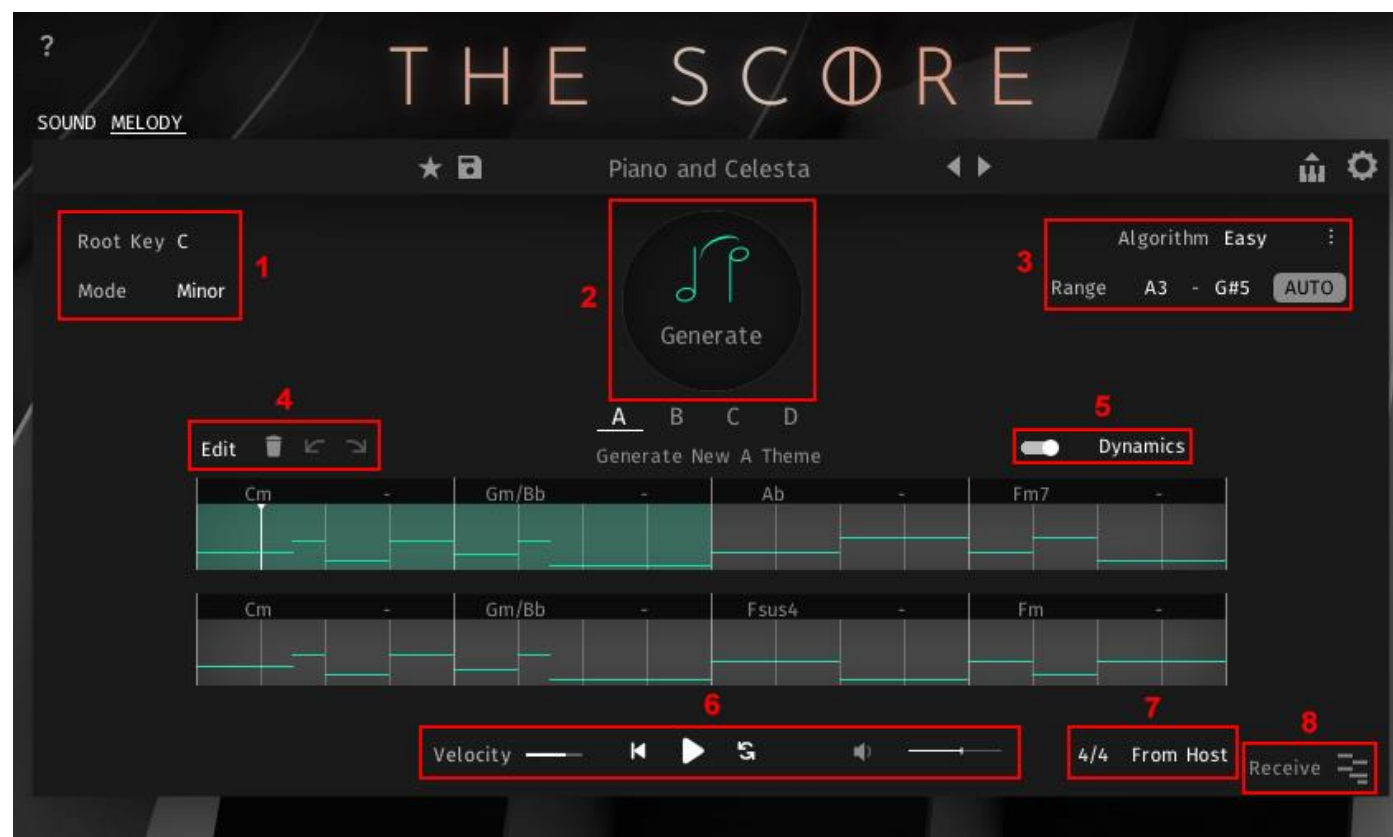 ?
THE SCORE
SOUND MELODY
Piano and Celesta
Root Key C
1
Mode Minor
2
Generate
3
Algorithm Easy
Range A3 - G#5 AUTO
4
A B C D
5
Edit
Generate New A Theme
Dynamics
Cm - Gm/Bb - Ab - Fm7 -
Cm - Gm/Bb - Fsus4 - Fm -
6
7
8
Velocity
4/4 From Host
Receive